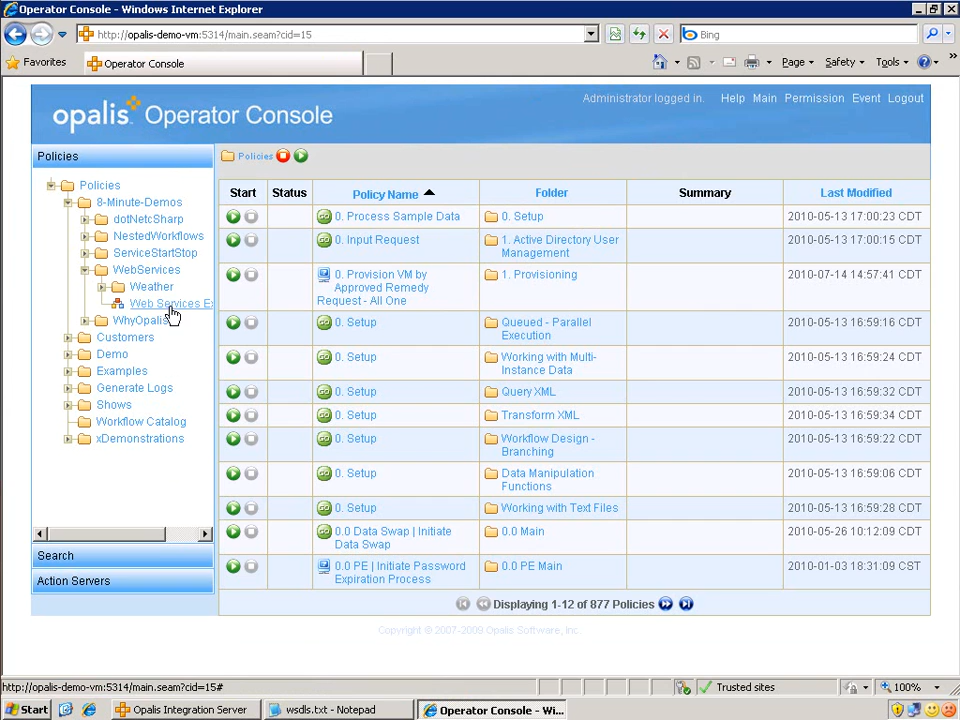 Operator Console - Windows Internet Explorer
http://opalis-demo-vm:5314/main.seam?cid=15
Bing
Favorites
Operator Console
Page
Safety
Tools
opalis Operator Console
Administrator logged in. Help Main Permission Event Logout
Policies
Policies
8-Minute-Demos
dotNetcSharp
NestedWorkflows
ServiceStartStop
WebServices
Weather
Web Services Ex
WhyOpalis
Customers
Demo
Examples
Generate Logs
Shows
Workflow Catalog
xDemonstrations
Search
Action Servers
Policies
Start Status Policy Name Folder Summary Last Modified
0. Process Sample Data 0. Setup 2010-05-13 17:00:23 CDT
0. Input Request 1. Active Directory User 2010-05-13 17:00:15 CDT
Management
0. Provision VM by 1. Provisioning 2010-07-14 14:57:41 CDT
Approved Remedy
Request - All One
0. Setup Queued - Parallel 2010-05-13 16:59:16 CDT
Execution
0. Setup Working with Multi- 2010-05-13 16:59:24 CDT
Instance Data
0. Setup Query XML 2010-05-13 16:59:32 CDT
0. Setup Transform XML 2010-05-13 16:59:34 CDT
0. Setup Workflow Design - 2010-05-13 16:59:22 CDT
Branching
0. Setup Data Manipulation 2010-05-13 16:59:06 CDT
Functions
0. Setup Working with Text Files 2010-05-13 16:59:28 CDT
0.0 Data Swap | Initiate 0.0 Main 2010-05-26 10:12:09 CDT
Data Swap
0.0 PE | Initiate Password 0.0 PE Main 2010-01-03 18:31:09 CST
Expiration Process
Displaying 1-12 of 877 Policies
Copyright © 2007-2009 Opalis Software, Inc.
http://opalis-demo-vm:5314/main.seam?cid=15#
Trusted sites
100%
Start
Opalis Integration Server
wsdls.txt - Notepad
Operator Console - Wi...